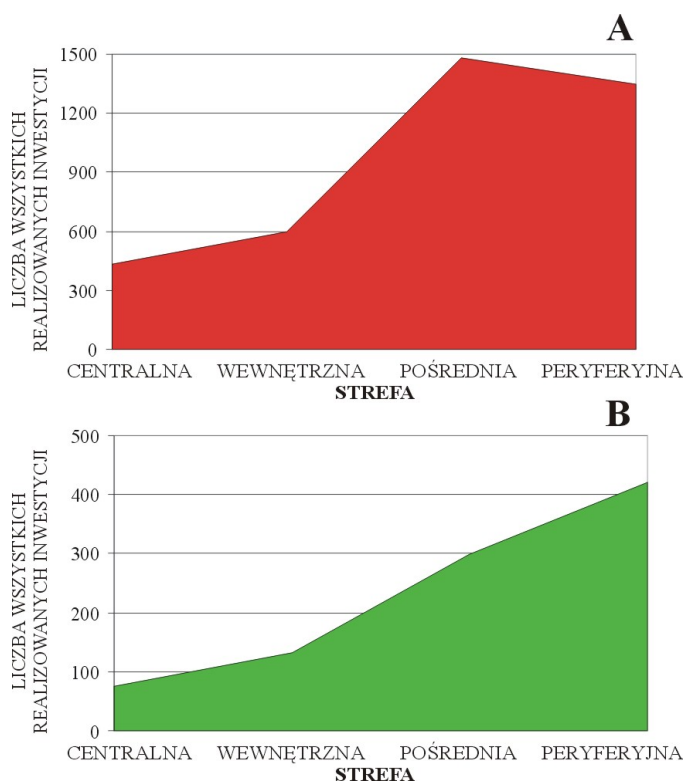 A
LICZBA WSZYSTKICH
REALIZOWANYCH INWESTYCJI
1500
1200
900
600
300
0
CENTRALNA WEWNĘTRZNA POŚREDNIA PERYFERYJNA
STREFA
B
LICZBA WSZYSTKICH
REALIZOWANYCH INWESTYCJI
500
400
300
200
100
0
CENTRALNA WEWNĘTRZNA POŚREDNIA PERYFERYJNA
STREFA